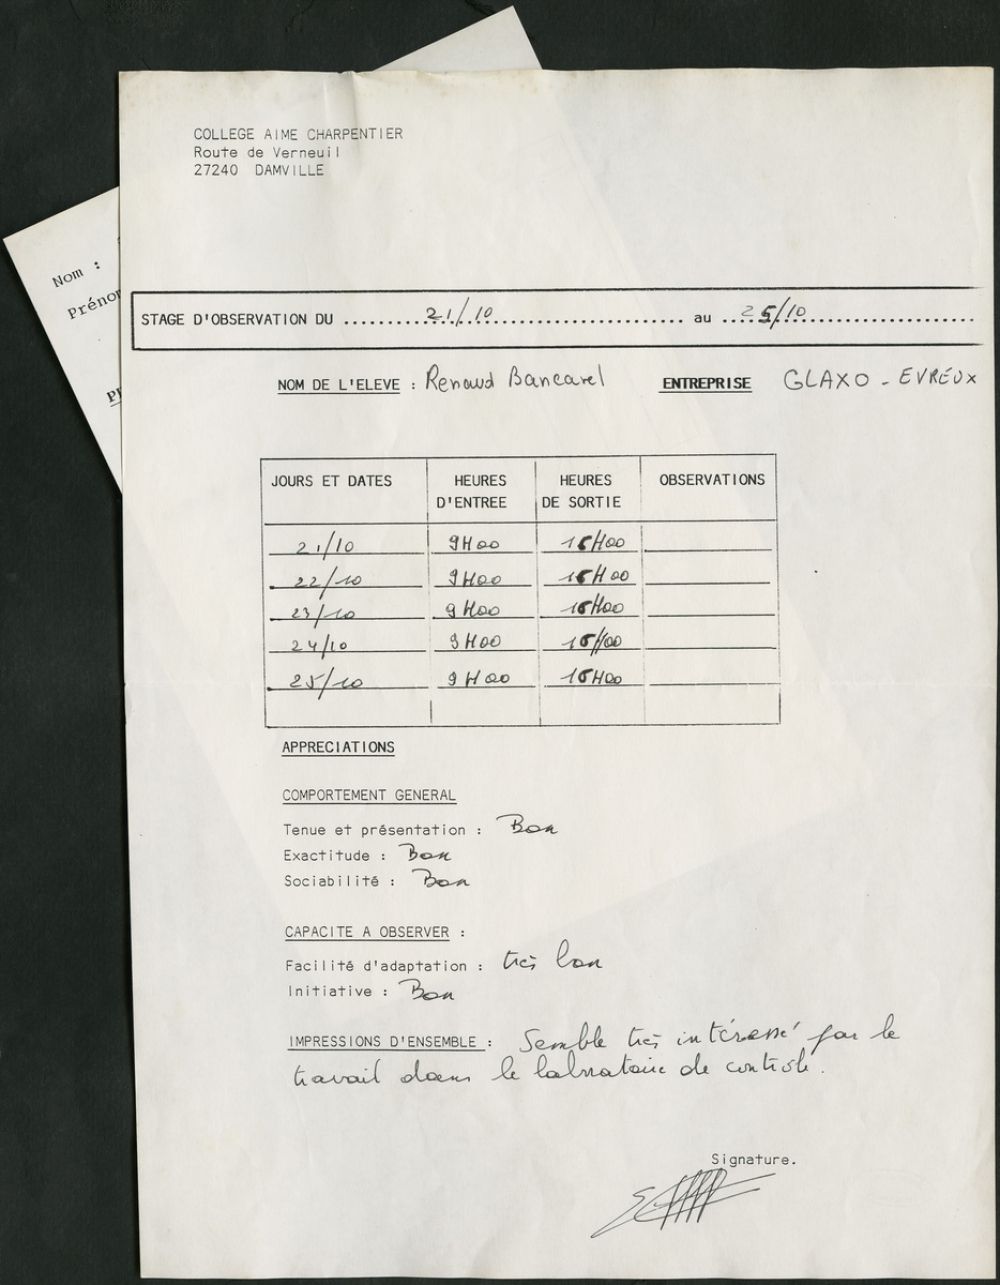 COLLEGE AIME CHARPENTIER
Route de Verneuil
27240 DAMVILLE
Nom :
Prénom
STAGE D'OBSERVATION DU ........21/10........ au ...25/10........
NOM DE L'ELEVE : Renaud Bancarel ENTREPRISE GLAXO - EVREUX
JOURS ET DATES HEURES D'ENTREE HEURES DE SORTIE OBSERVATIONS
21/10 9H00 16H00
22/10 9H00 16H00
23/10 9H00 16H00
24/10 9H00 16H00
25/10 9H00 16H00
APPRECIATIONS
COMPORTEMENT GENERAL
Tenue et présentation : Bon
Exactitude : Bon
Sociabilité : Bon
CAPACITE A OBSERVER :
Facilité d'adaptation : très bon
Initiative : Bon
IMPRESSIONS D'ENSEMBLE : Semble très intéressé par le
travail dans le laboratoire de contrôle.
Signature.